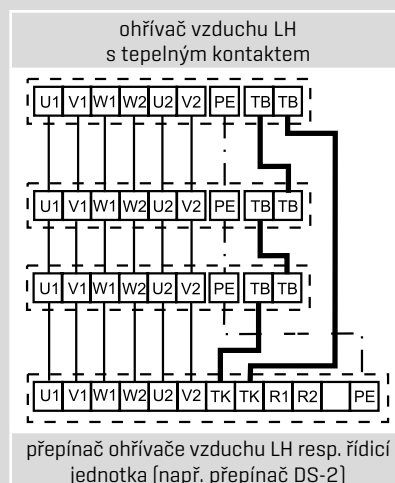 ohřívač vzduchu LH
s tepelným kontaktem
U1 V1 W1 W2 U2 V2 PE TB TB
U1 V1 W1 W2 U2 V2 PE TB TB
U1 V1 W1 W2 U2 V2 PE TB TB
U1 V1 W1 W2 U2 V2 TK TK R1 R2 PE
přepínač ohřívače vzduchu LH resp. řídicí
jednotka (např. přepínač DS-2)